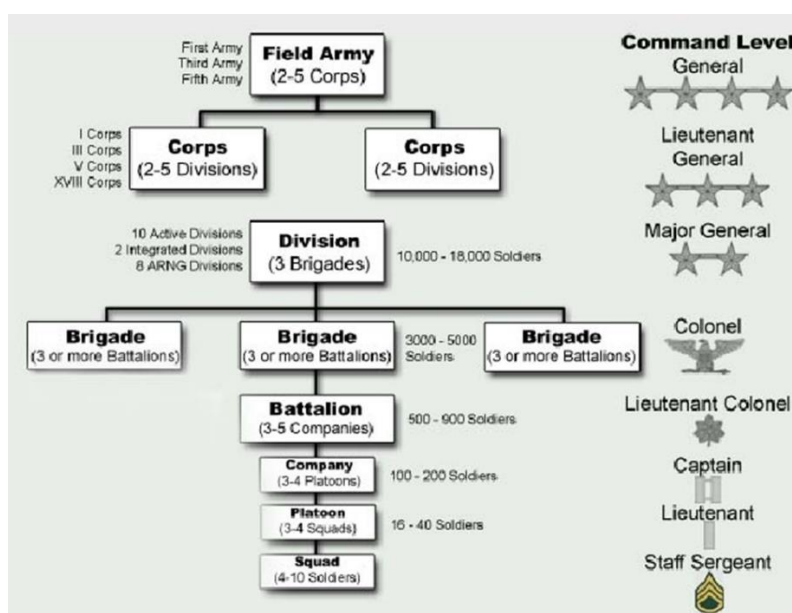 First Army
Third Army
Fifth Army
Field Army
(2-5 Corps)
Command Level
General
I Corps
III Corps
V Corps
XVIII Corps
Corps
(2-5 Divisions)
Corps
(2-5 Divisions)
Lieutenant
General
10 Active Divisions
2 Integrated Divisions
8 ARNG Divisions
Division
(3 Brigades)
10,000 - 18,000 Soldiers
Major General
Brigade
(3 or more Battalions)
Brigade
(3 or more Battalions)
3000 - 5000
Soldiers
Brigade
(3 or more Battalions)
Colonel
Battalion
(3-5 Companies)
500 - 900 Soldiers
Lieutenant Colonel
Company
(3-4 Platoons)
100 - 200 Soldiers
Captain
Platoon
(3-4 Squads)
16 - 40 Soldiers
Lieutenant
Squad
(4-10 Soldiers)
Staff Sergeant